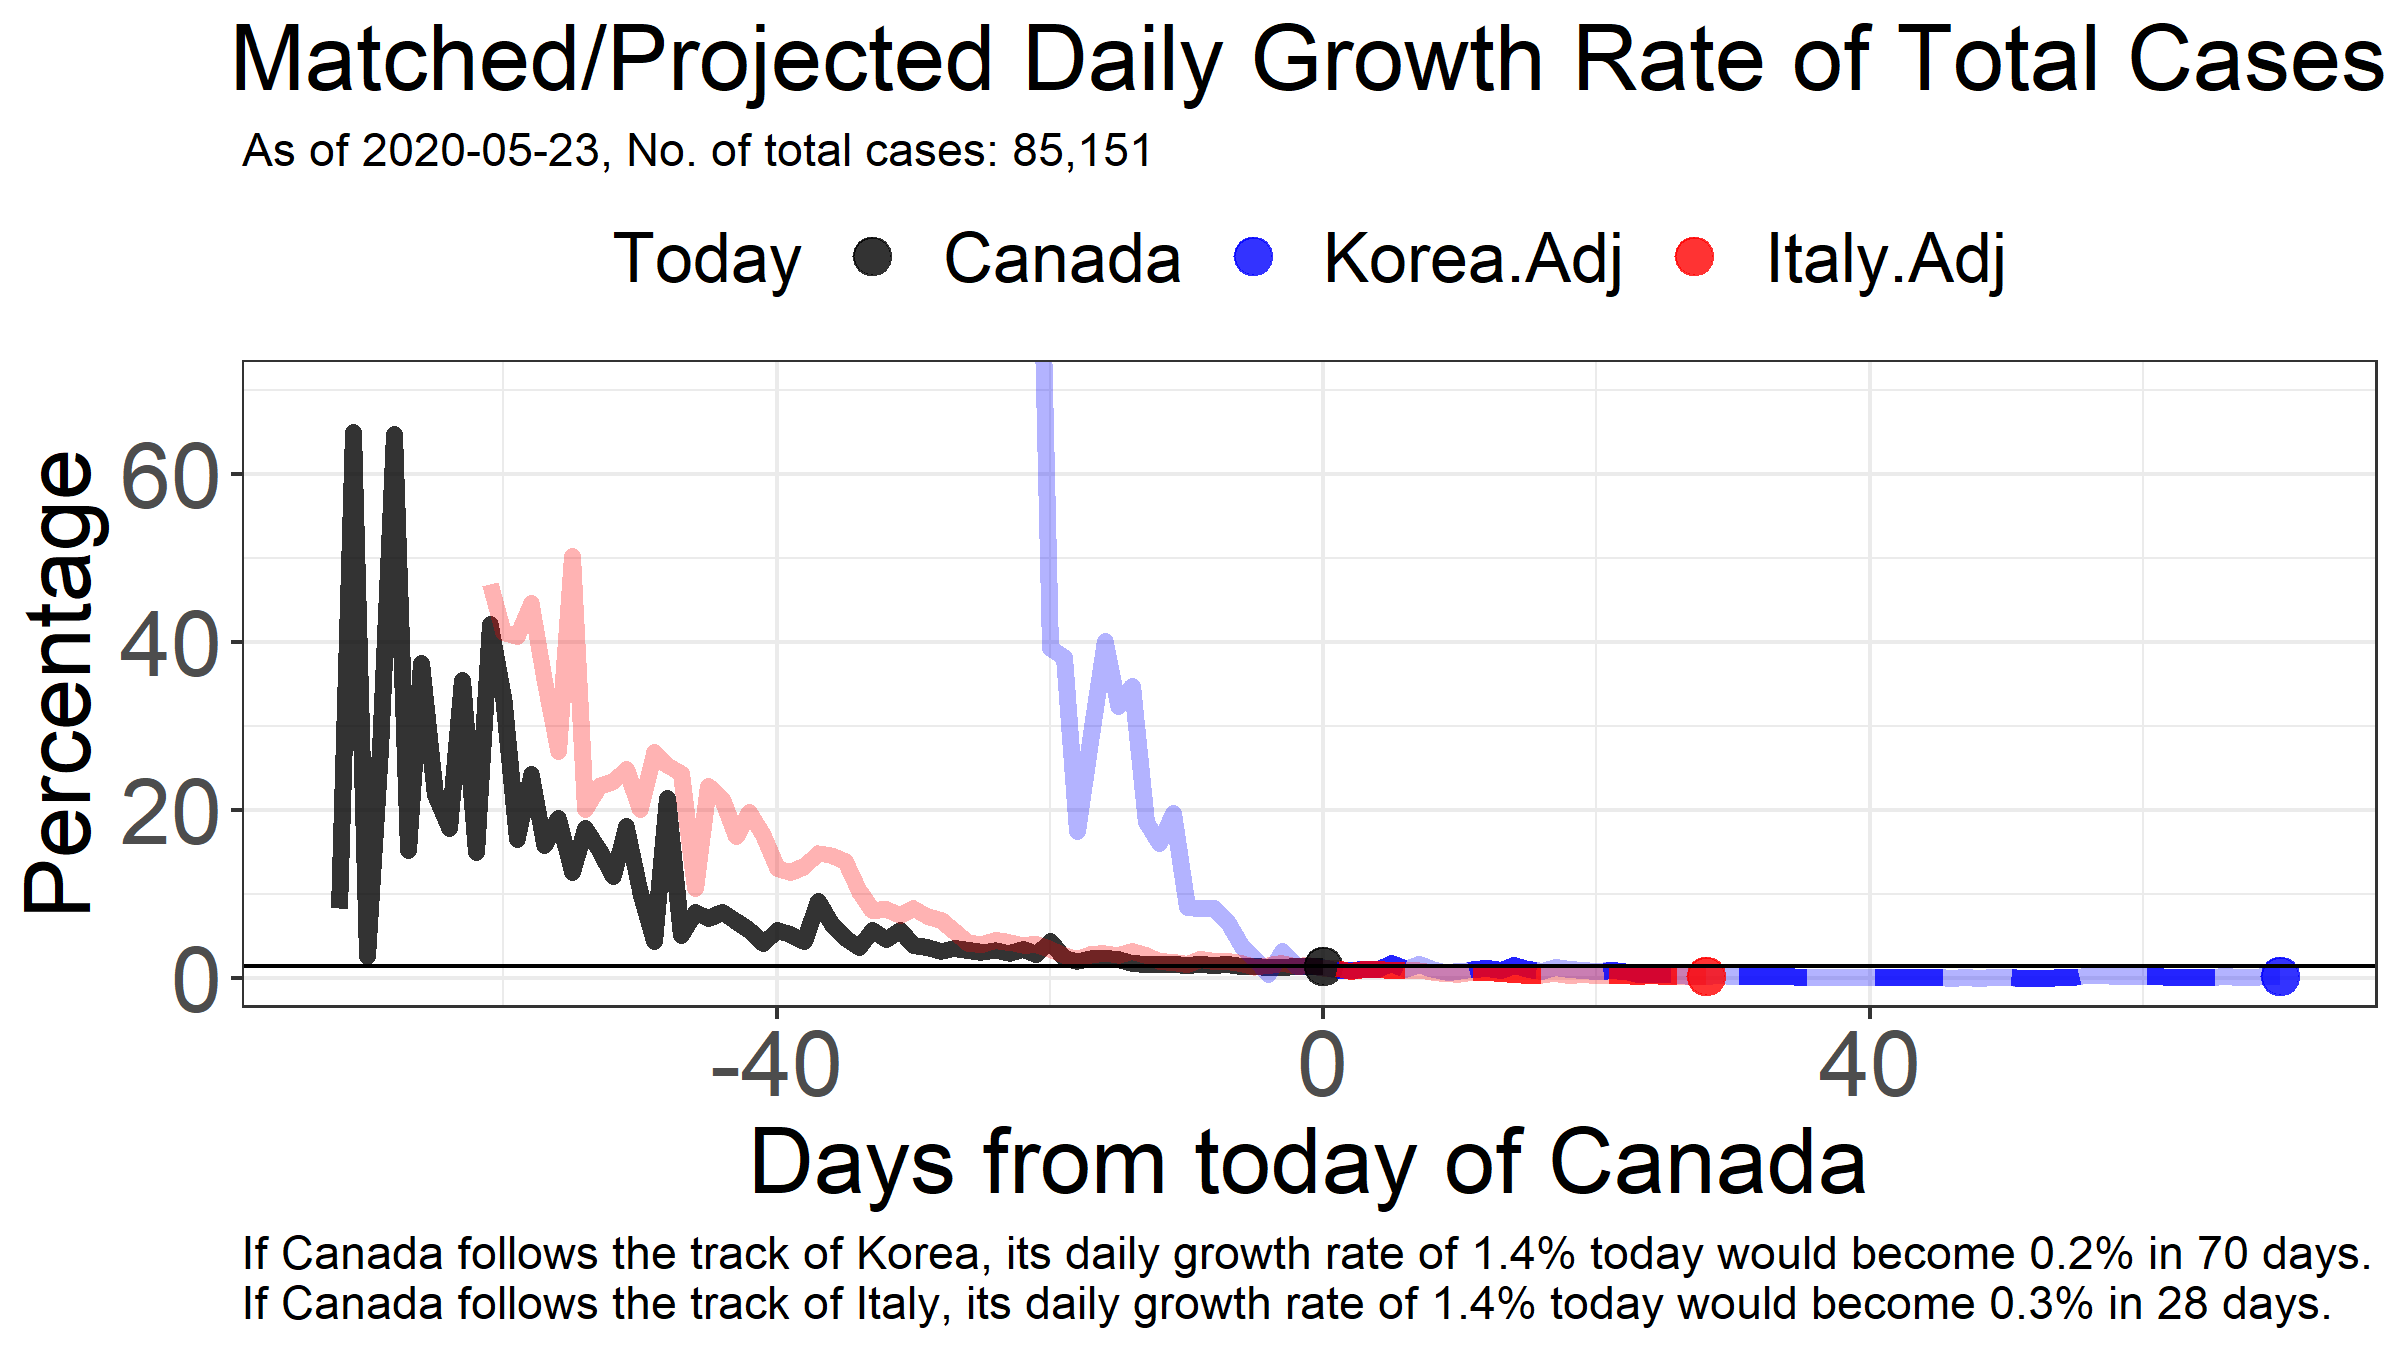 Matched/Projected Daily Growth Rate of Total Cases
As of 2020-05-23, No. of total cases: 85,151
Today Canada Korea.Adj Italy.Adj
Percentage
60
40
20
0
-40 0 40
Days from today of Canada
If Canada follows the track of Korea, its daily growth rate of 1.4% today would become 0.2% in 70 days.
If Canada follows the track of Italy, its daily growth rate of 1.4% today would become 0.3% in 28 days.